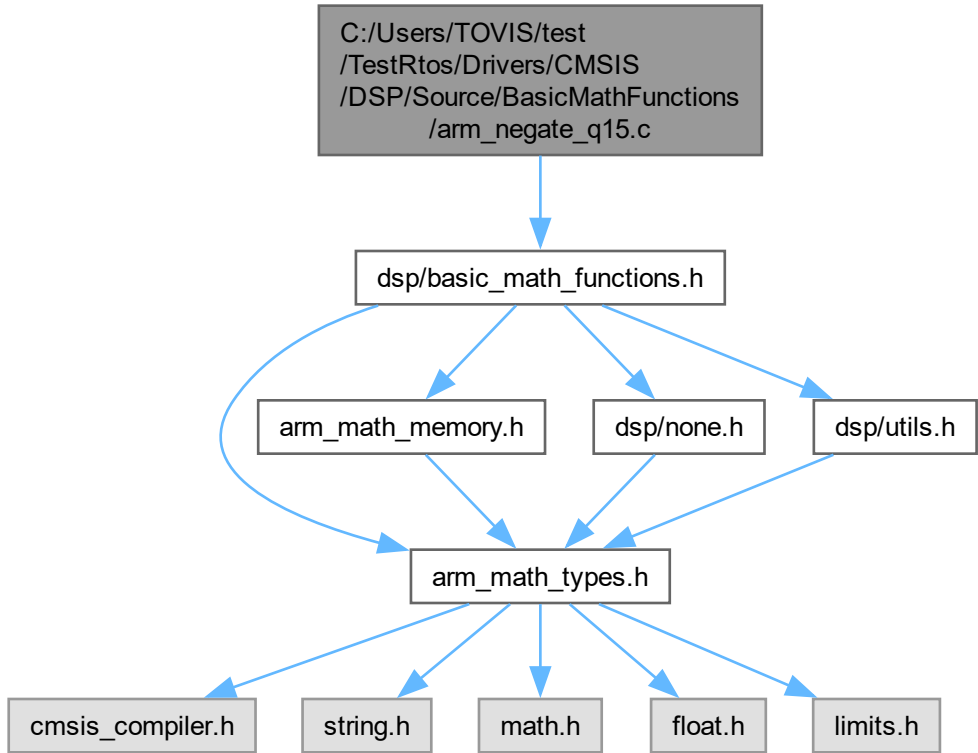 C:/Users/TOVIS/test
/TestRtos/Drivers/CMSIS
/DSP/Source/BasicMathFunctions
/arm_negate_q15.c
dsp/basic_math_functions.h
arm_math_memory.h
dsp/none.h
dsp/utils.h
arm_math_types.h
cmsis_compiler.h
string.h
math.h
float.h
limits.h